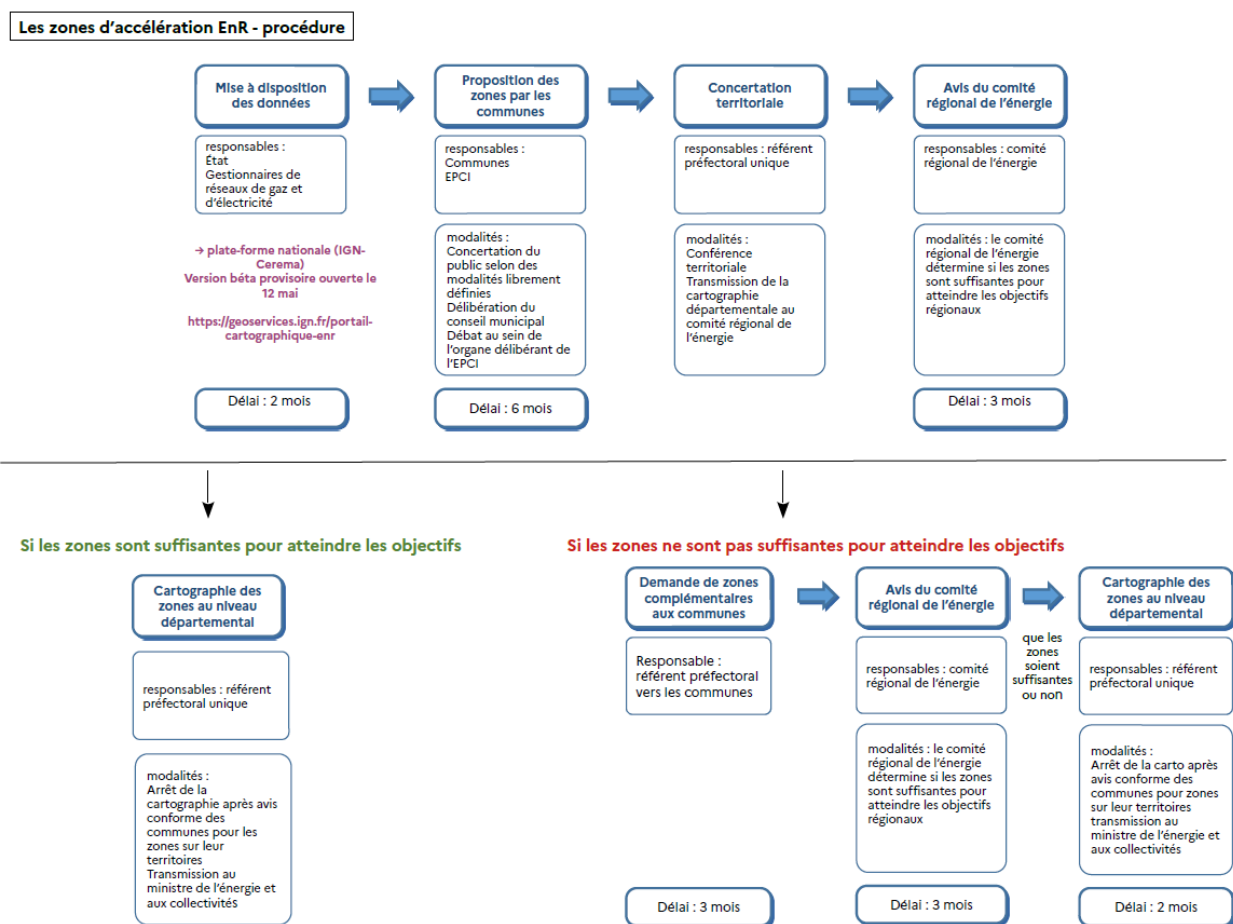 Les zones d'accélération EnR - procédure
Mise à disposition
des données
responsables :
État
Gestionnaires de
réseaux de gaz et
d'électricité
→ plate-forme nationale (IGN-
Cerema)
Version béta provisoire ouverte le
12 mai
https://geoservices.ign.fr/portail-
cartographique-enr
Délai : 2 mois
Proposition des
zones par les
communes
responsables :
Communes
EPCI
modalités :
Concertation du
public selon des
modalités librement
définies
Délibération du
conseil municipal
Débat au sein de
l'organe délibérant de
l'EPCI
Délai : 6 mois
Concertation
territoriale
responsables : référent
préfectoral unique
modalités :
Conférence
territoriale
Transmission de la
cartographie
départementale au
comité régional de
l'énergie
Avis du comité
régional de l'énergie
responsables : comité
régional de l'énergie
modalités : le comité
régional de l'énergie
détermine si les zones
sont suffisantes pour
atteindre les objectifs
régionaux
Délai : 3 mois
Si les zones sont suffisantes pour atteindre les objectifs
Cartographie des
zones au niveau
départemental
responsables : référent
préfectoral unique
modalités :
Arrêt de la
cartographie après avis
conforme des
communes pour les
zones sur leur
territoires
Transmission au
ministre de l'énergie et
aux collectivités
Si les zones ne sont pas suffisantes pour atteindre les objectifs
Demande de zones
complémentaires
aux communes
Responsable :
référent préfectoral
vers les communes
Délai : 3 mois
Avis du comité
régional de l'énergie
responsables : comité
régional de l'énergie
modalités : le comité
régional de l'énergie
détermine si les zones
sont suffisantes pour
atteindre les objectifs
régionaux
Délai : 3 mois
que les
zones
soient
suffisantes
ou non
Cartographie des
zones au niveau
départemental
responsables : référent
préfectoral unique
modalités :
Arrêt de la carto après
avis conforme des
communes pour zones
sur leur territoires
transmission au
ministre de l'énergie et
aux collectivités
Délai : 2 mois